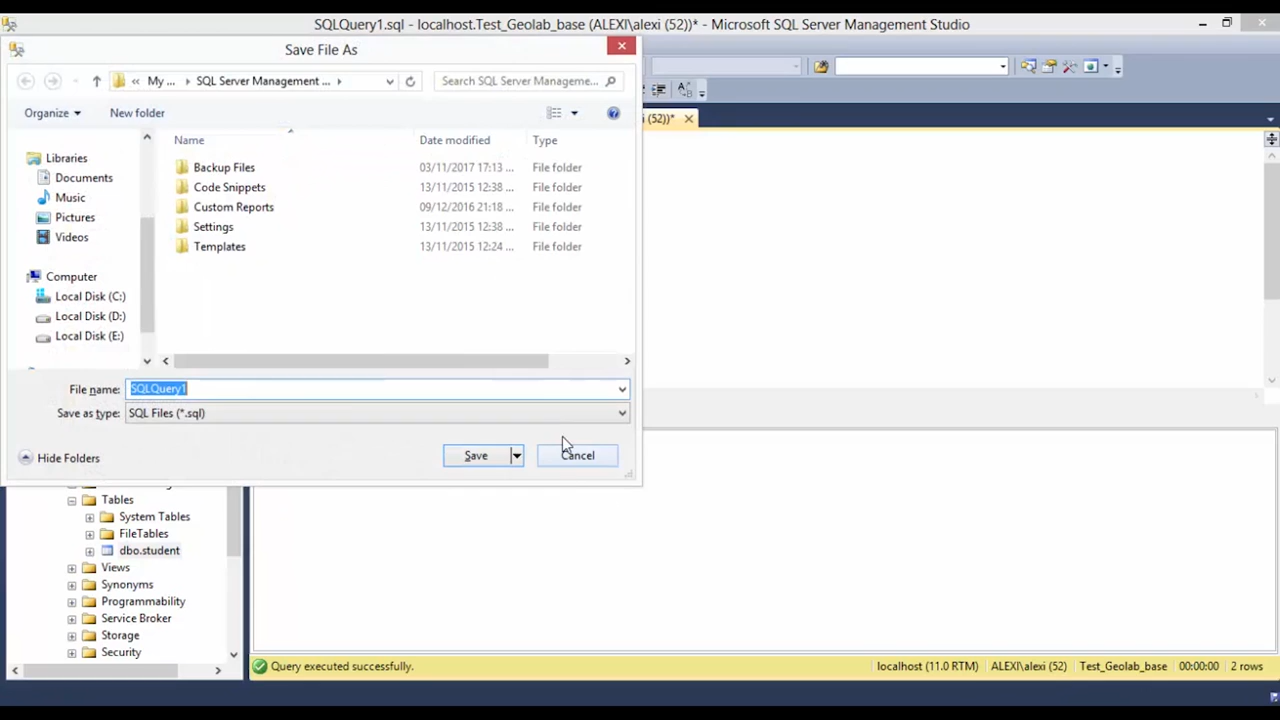 SQLQuery1.sql - localhost.Test_Geolab_base (ALEXI\alexi (52))* - Microsoft SQL Server Management Studio
Save File As
« My ... SQL Server Management ...
Search SQL Server Manageme...
Organize New folder
i (52))*
Name Date modified Type
Libraries
Documents
Music
Pictures
Videos
Computer
Local Disk (C:)
Local Disk (D:)
Local Disk (E:)
Backup Files 03/11/2017 17:13 ... File folder
Code Snippets 13/11/2015 12:38 ... File folder
Custom Reports 09/12/2016 21:18 ... File folder
Settings 13/11/2015 12:38 ... File folder
Templates 13/11/2015 12:24 ... File folder
File name: SQLQuery1
Save as type: SQL Files (*.sql)
Hide Folders Save Cancel
Tables
System Tables
FileTables
dbo.student
Views
Synonyms
Programmability
Service Broker
Storage
Security
Query executed successfully. localhost (11.0 RTM) ALEXI\alexi (52) Test_Geolab_base 00:00:00 2 rows